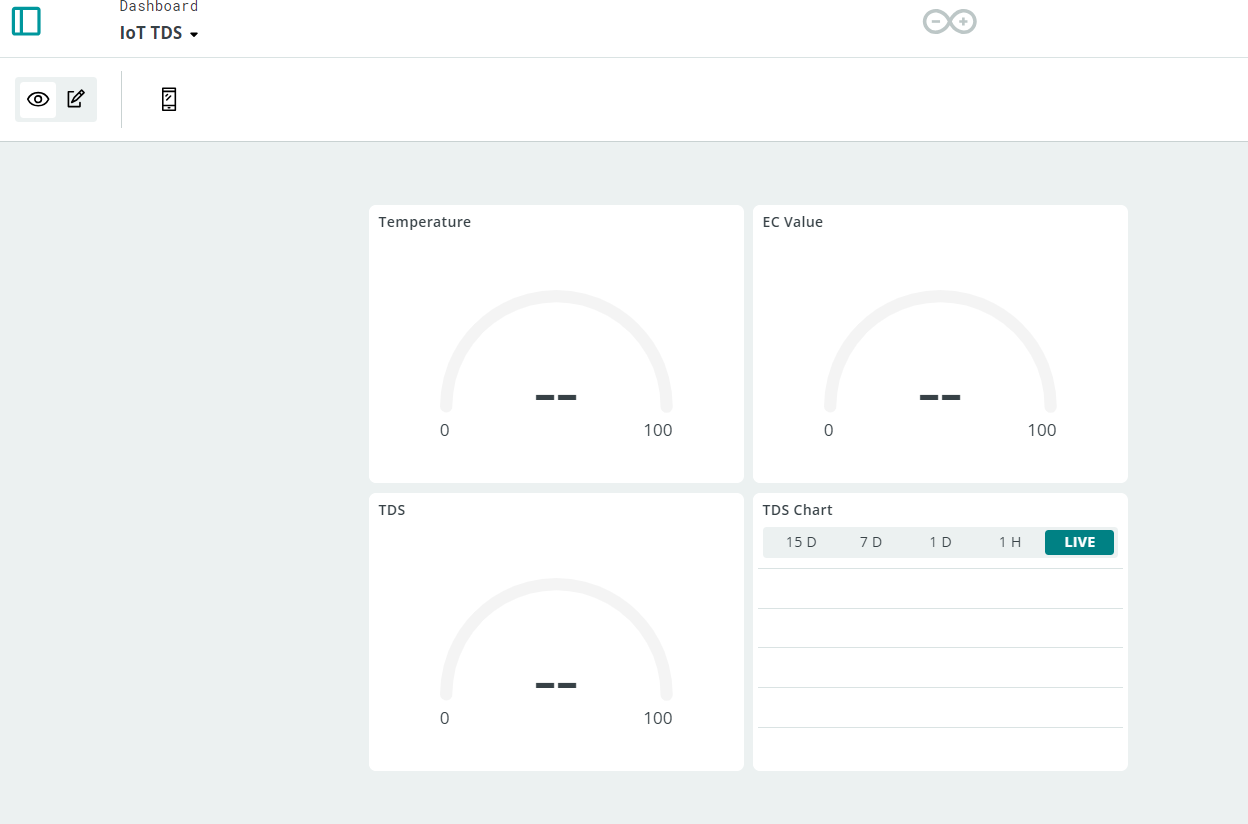 Dashboard
IoT TDS
Temperature
--
0 100
EC Value
--
0 100
TDS
--
0 100
TDS Chart
15 D 7 D 1 D 1 H LIVE